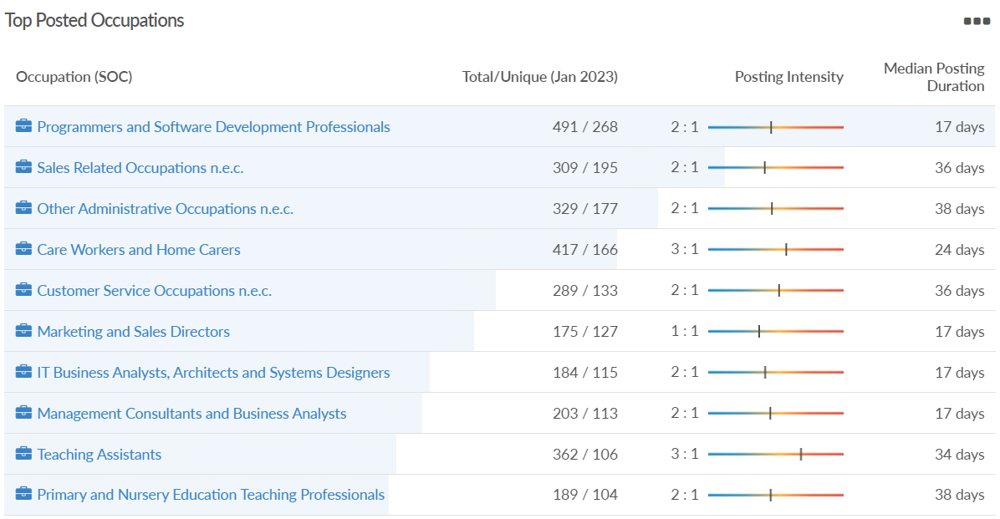 Top Posted Occupations
Occupation (SOC) Total/Unique (Jan 2023) Posting Intensity Median Posting Duration
Programmers and Software Development Professionals 491 / 268 2 : 1 17 days
Sales Related Occupations n.e.c. 309 / 195 2 : 1 36 days
Other Administrative Occupations n.e.c. 329 / 177 2 : 1 38 days
Care Workers and Home Carers 417 / 166 3 : 1 24 days
Customer Service Occupations n.e.c. 289 / 133 2 : 1 36 days
Marketing and Sales Directors 175 / 127 1 : 1 17 days
IT Business Analysts, Architects and Systems Designers 184 / 115 2 : 1 17 days
Management Consultants and Business Analysts 203 / 113 2 : 1 17 days
Teaching Assistants 362 / 106 3 : 1 34 days
Primary and Nursery Education Teaching Professionals 189 / 104 2 : 1 38 days